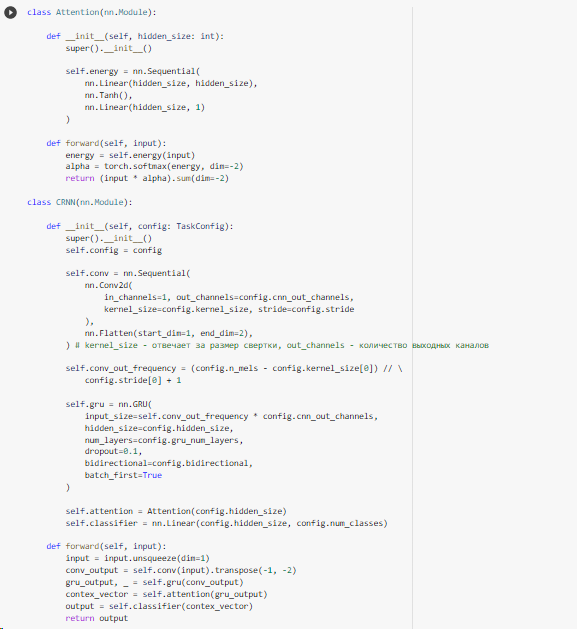 class Attention(nn.Module):
def __init__(self, hidden_size: int):
super().__init__()
self.energy = nn.Sequential(
nn.Linear(hidden_size, hidden_size),
nn.Tanh(),
nn.Linear(hidden_size, 1)
)
def forward(self, input):
energy = self.energy(input)
alpha = torch.softmax(energy, dim=-2)
return (input * alpha).sum(dim=-2)
class CRNN(nn.Module):
def __init__(self, config: TaskConfig):
super().__init__()
self.config = config
self.conv = nn.Sequential(
nn.Conv2d(
in_channels=1, out_channels=config.cnn_out_channels,
kernel_size=config.kernel_size, stride=config.stride
),
nn.Flatten(start_dim=1, end_dim=2),
) # kernel_size - отвечает за размер свертки, out_channels - количество выходных каналов
self.conv_out_frequency = (config.n_mels - config.kernel_size[0]) // \
config.stride[0] + 1
self.gru = nn.GRU(
input_size=self.conv_out_frequency * config.cnn_out_channels,
hidden_size=config.hidden_size,
num_layers=config.gru_num_layers,
dropout=0.1,
bidirectional=config.bidirectional,
batch_first=True
)
self.attention = Attention(config.hidden_size)
self.classifier = nn.Linear(config.hidden_size, config.num_classes)
def forward(self, input):
input = input.unsqueeze(dim=1)
conv_output = self.conv(input).transpose(-1, -2)
gru_output, _ = self.gru(conv_output)
contex_vector = self.attention(gru_output)
output = self.classifier(contex_vector)
return output